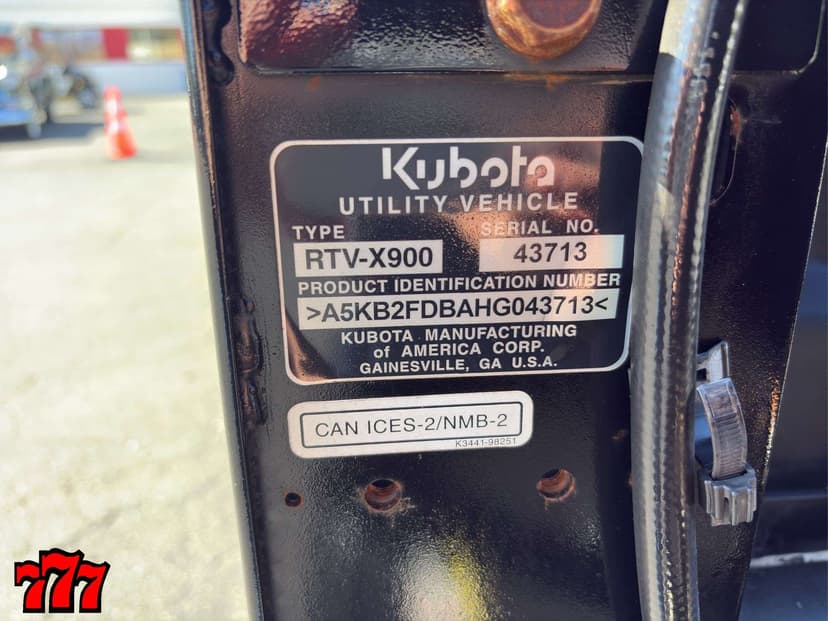 Kubota
UTILITY VEHICLE
TYPE SERIAL NO.
RTV-X900 43713
PRODUCT IDENTIFICATION NUMBER
>A5KB2FDBAHG043713<
KUBOTA MANUFACTURING
of AMERICA CORP.
GAINESVILLE, GA U.S.A.
CAN ICES-2/NMB-2
K3441-98251
777